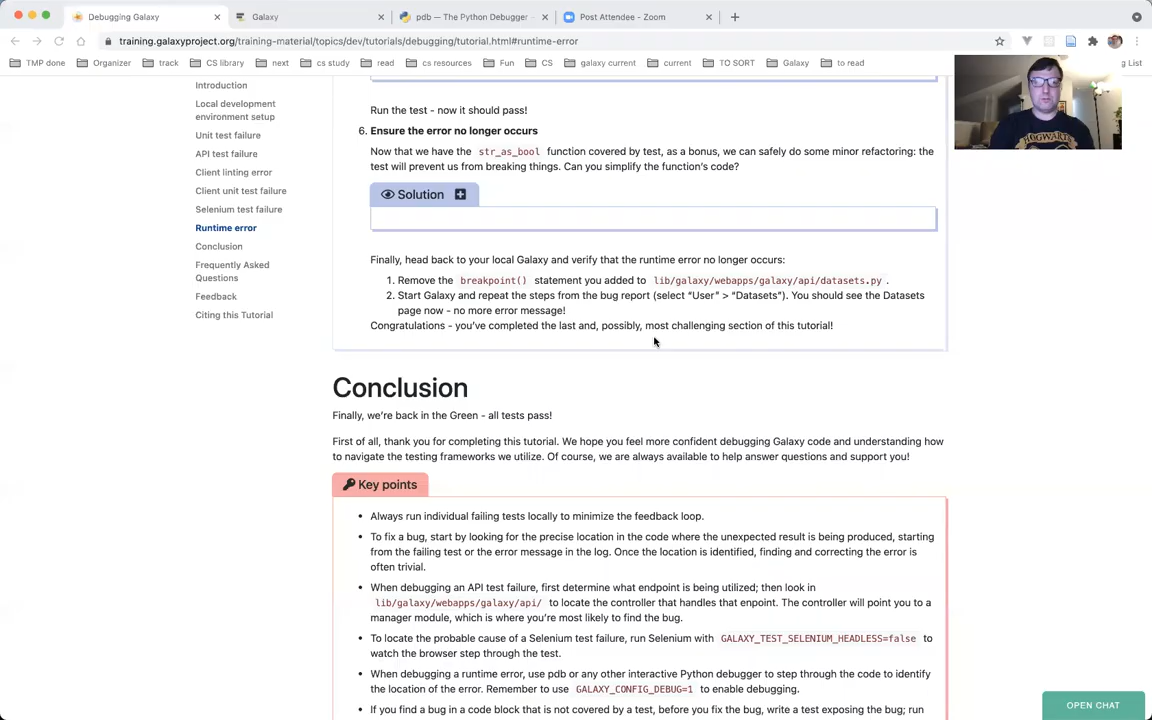 Debugging Galaxy
Galaxy
pdb — The Python Debugger
Post Attendee - Zoom
training.galaxyproject.org/training-material/topics/dev/tutorials/debugging/tutorial.html#runtime-error
TMP done
Organizer
track
CS library
next
cs study
read
cs resources
Fun
CS
galaxy current
current
TO SORT
Galaxy
to read
g List
Introduction
Local development
environment setup
Unit test failure
API test failure
Client linting error
Client unit test failure
Selenium test failure
Runtime error
Conclusion
Frequently Asked
Questions
Feedback
Citing this Tutorial
Run the test - now it should pass!
6. Ensure the error no longer occurs
Now that we have the str_as_bool function covered by test, as a bonus, we can safely do some minor refactoring: the
test will prevent us from breaking things. Can you simplify the function's code?
Solution
Finally, head back to your local Galaxy and verify that the runtime error no longer occurs:
1. Remove the breakpoint() statement you added to lib/galaxy/webapps/galaxy/api/datasets.py .
2. Start Galaxy and repeat the steps from the bug report (select "User" > "Datasets"). You should see the Datasets
page now - no more error message!
Congratulations - you've completed the last and, possibly, most challenging section of this tutorial!
Conclusion
Finally, we're back in the Green - all tests pass!
First of all, thank you for completing this tutorial. We hope you feel more confident debugging Galaxy code and understanding how
to navigate the testing frameworks we utilize. Of course, we are always available to help answer questions and support you!
Key points
• Always run individual failing tests locally to minimize the feedback loop.
• To fix a bug, start by looking for the precise location in the code where the unexpected result is being produced, starting
from the failing test or the error message in the log. Once the location is identified, finding and correcting the error is
often trivial.
• When debugging an API test failure, first determine what endpoint is being utilized; then look in
lib/galaxy/webapps/galaxy/api/ to locate the controller that handles that enpoint. The controller will point you to a
manager module, which is where you're most likely to find the bug.
• To locate the probable cause of a Selenium test failure, run Selenium with GALAXY_TEST_SELENIUM_HEADLESS=false to
watch the browser step through the test.
• When debugging a runtime error, use pdb or any other interactive Python debugger to step through the code to identify
the location of the error. Remember to use GALAXY_CONFIG_DEBUG=1 to enable debugging.
• If you find a bug in a code block that is not covered by a test, before you fix the bug, write a test exposing the bug; run
OPEN CHAT
HOGWARTS